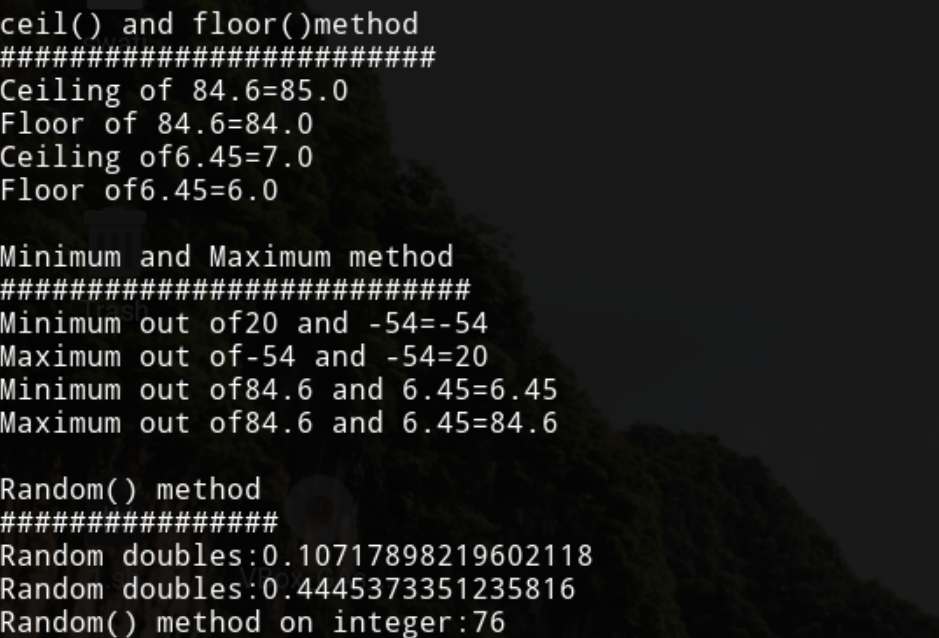 ceil() and floor()method
#########################
Ceiling of 84.6=85.0
Floor of 84.6=84.0
Ceiling of6.45=7.0
Floor of6.45=6.0
Minimum and Maximum method
###########################
Minimum out of20 and -54=-54
Maximum out of-54 and -54=20
Minimum out of84.6 and 6.45=6.45
Maximum out of84.6 and 6.45=84.6
Random() method
################
Random doubles:0.10717898219602118
Random doubles:0.4445373351235816
Random() method on integer:76
Trash